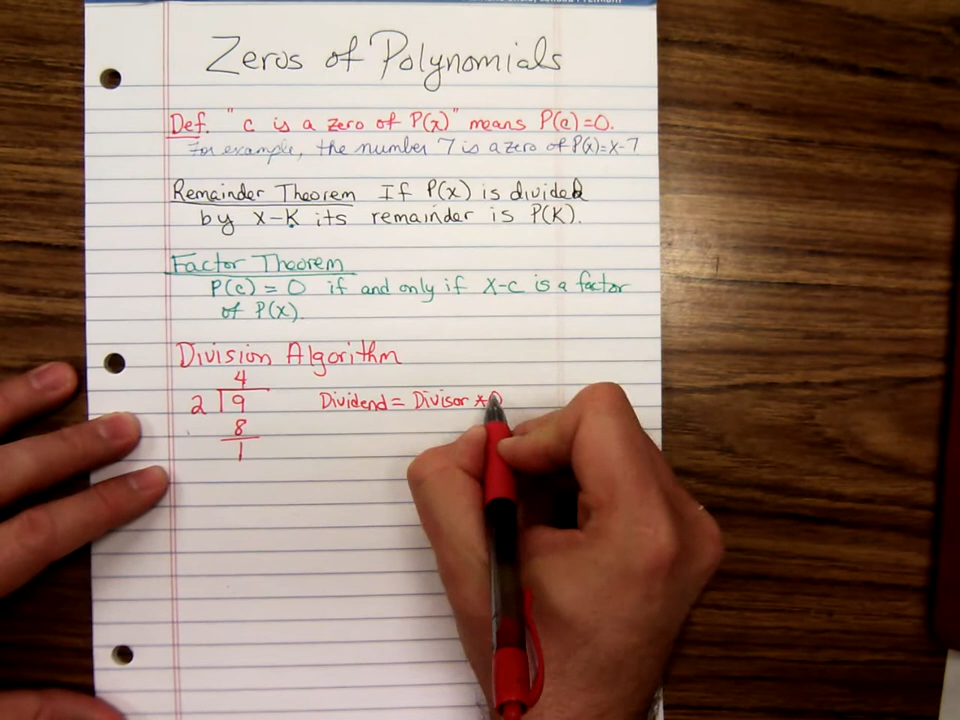 Zeros of Polynomials
Def. "c is a zero of P(x)" means P(c)=0.
For example, the number 7 is a zero of P(x)=x-7
Remainder Theorem If P(x) is divided
by x-K its remainder is P(K).
Factor Theorem
P(c) = 0 if and only if x-c is a factor
of P(x).
Division Algorithm
4
2 9 Dividend = Divisor *
8
1